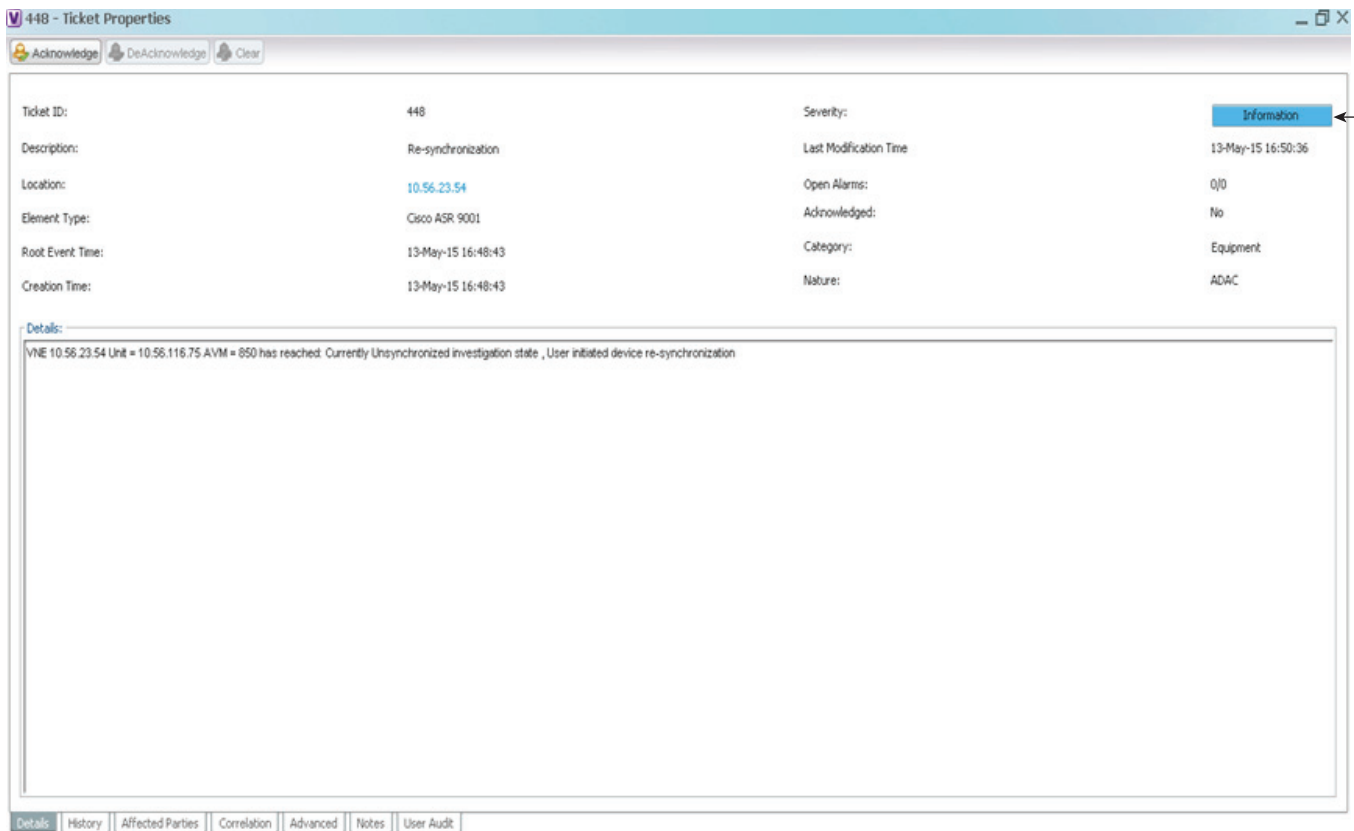 448 - Ticket Properties
Acknowledge DeAcknowledge Clear
Ticket ID: 448 Severity: Information
Description: Re-synchronization Last Modification Time 13-May-15 16:50:36
Location: 10.56.23.54 Open Alarms: 0/0
Element Type: Cisco ASR 9001 Acknowledged: No
Root Event Time: 13-May-15 16:48:43 Category: Equipment
Creation Time: 13-May-15 16:48:43 Nature: ADAC
Details:
VNE 10.56.23.54 Unit = 10.56.116.75 AVM = 850 has reached: Currently Unsynchronized investigation state , User initiated device re-synchronization
Details History Affected Parties Correlation Advanced Notes User Audit